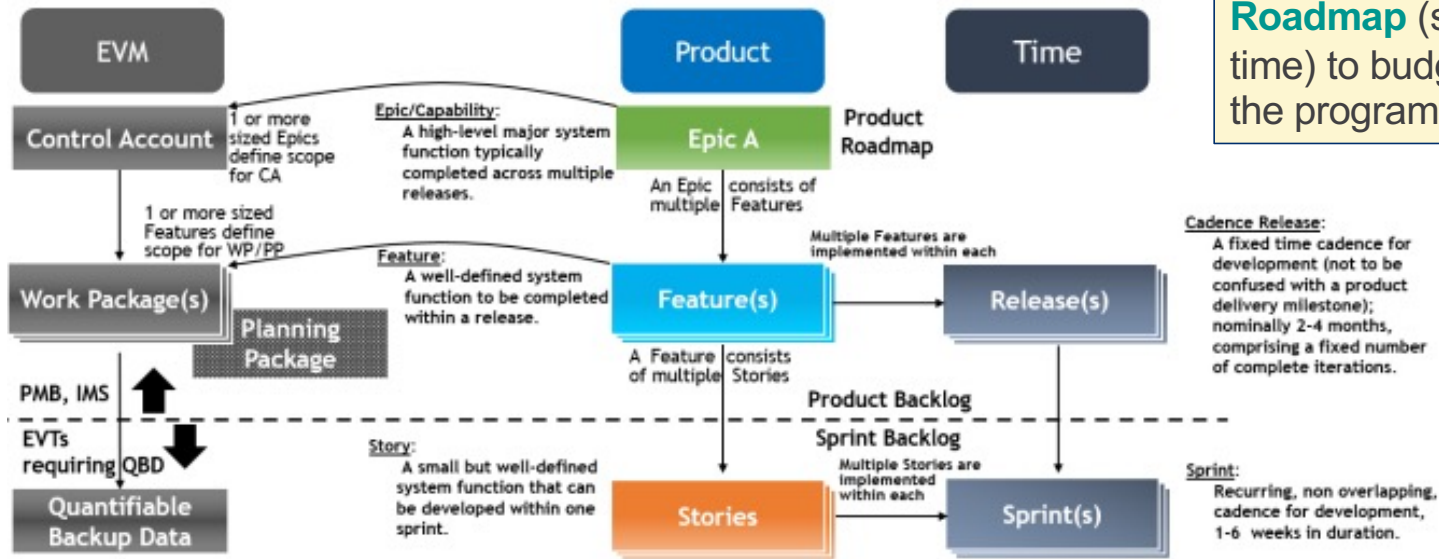 Roadmap (s
time) to budg
the program
EVM
Product
Time
Control Account
1 or more
sized Epics
define scope
for CA
Epic/Capability:
A high-level major system
function typically
completed across multiple
releases.
Epic A
Product
Roadmap
An Epic consists of
multiple Features
1 or more sized
Features define
scope for WP/PP
Work Package(s)
Planning
Package
Feature:
A well-defined system
function to be completed
within a release.
Feature(s)
Multiple Features are
implemented within each
Release(s)
Cadence Release:
A fixed time cadence for
development (not to be
confused with a product
delivery milestone);
nominally 2-4 months,
comprising a fixed number
of complete iterations.
A Feature consists
of multiple Stories
PMB, IMS
Product Backlog
EVTs
requiring QBD
Sprint Backlog
Quantifiable
Backup Data
Story:
A small but well-defined
system function that can
be developed within one
sprint.
Stories
Multiple Stories are
implemented
within each
Sprint(s)
Sprint:
Recurring, non overlapping,
cadence for development,
1-6 weeks in duration.